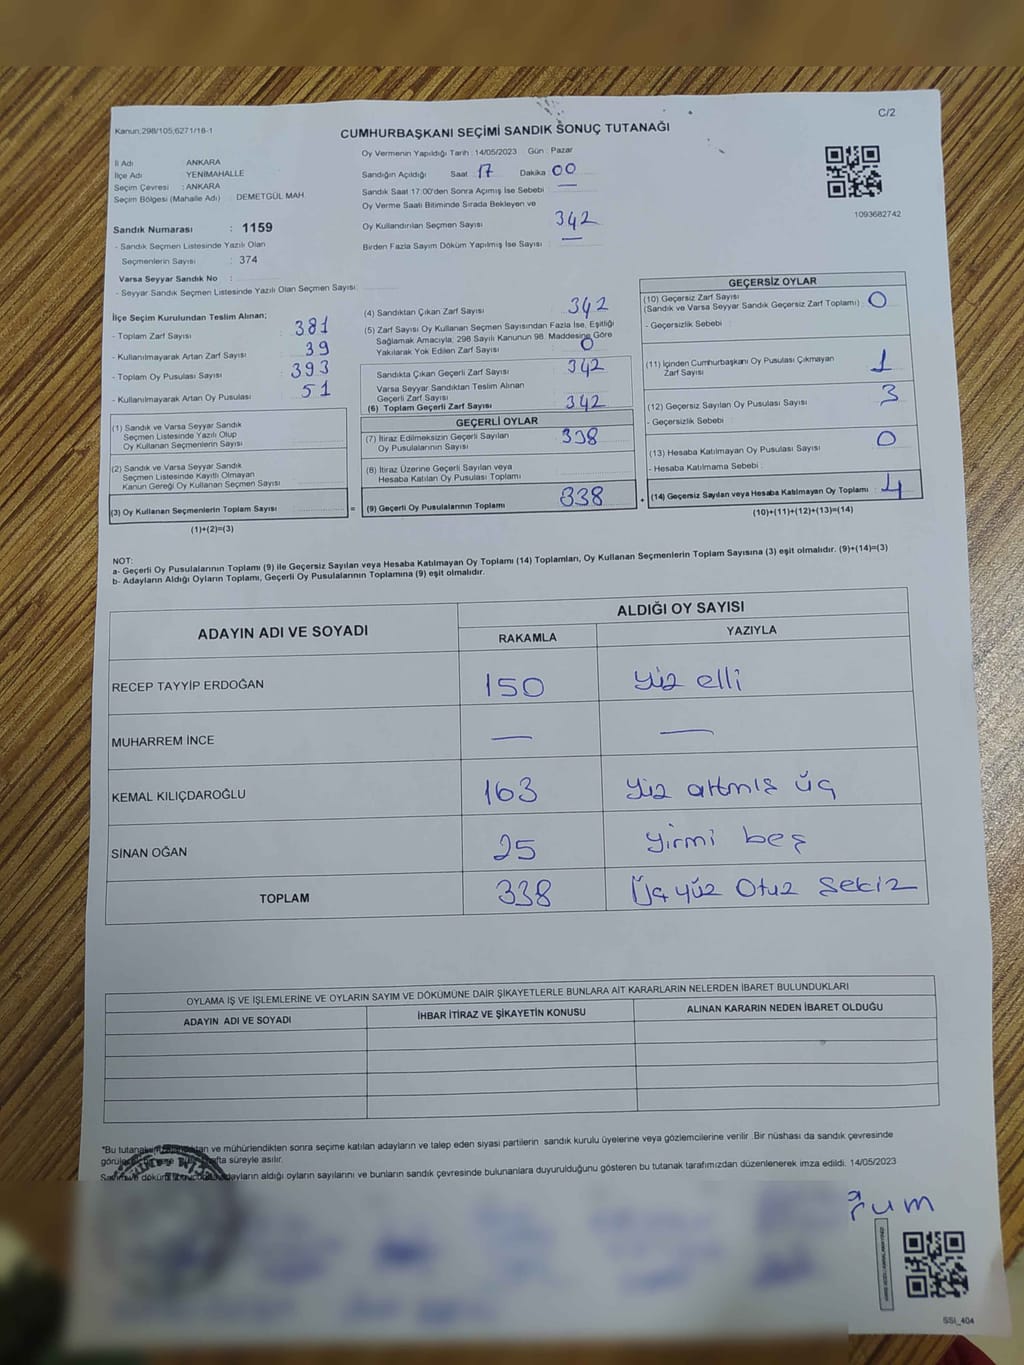 C/2
Kanun;298/105;6271/18-1
CUMHURBAŞKANI SEÇİMİ SANDIK SONUÇ TUTANAĞI
İl Adı ANKARA
İlçe Adı YENİMAHALLE
Seçim Çevresi : ANKARA
Seçim Bölgesi (Mahalle Adı) : DEMETGÜL MAH.
Oy Vermenin Yapıldığı Tarih : 14/05/2023 Gün : Pazar
Sandığın Açıldığı Saat : 17 Dakika : 00
Sandık Saat 17:00'den Sonra Açımış İse Sebebi : —
Oy Verme Saati Bitiminde Sırada Bekleyen ve
Oy Kullandırılan Seçmen Sayısı : 342
Birden Fazla Sayım Döküm Yapılmış İse Sayısı : —
1093682742
Sandık Numarası : 1159
- Sandık Seçmen Listesinde Yazılı Olan
Seçmenlerin Sayısı : 374
Varsa Seyyar Sandık No :
- Seyyar Sandık Seçmen Listesinde Yazılı Olan Seçmen Sayısı:
İlçe Seçim Kurulundan Teslim Alınan;
- Toplam Zarf Sayısı : 381
- Kullanılmayarak Artan Zarf Sayısı : 39
- Toplam Oy Pusulası Sayısı : 393
- Kullanılmayarak Artan Oy Pusulası : 51
(1) Sandık ve Varsa Seyyar Sandık
Seçmen Listesinde Yazılı Olup
Oy Kullanan Seçmenlerin Sayısı
(2) Sandık ve Varsa Seyyar Sandık
Seçmen Listesinde Kayıtlı Olmayan
Kanun Gereği Oy Kullanan Seçmen Sayısı
(3) Oy Kullanan Seçmenlerin Toplam Sayısı
(1)+(2)=(3)
(4) Sandıktan Çıkan Zarf Sayısı : 342
(5) Zarf Sayısı Oy Kullanan Seçmen Sayısından Fazla İse, Eşitliği
Sağlamak Amacıyla; 298 Sayılı Kanunun 98. Maddesine Göre
Yakılarak Yok Edilen Zarf Sayısı : 0
Sandıkta Çıkan Geçerli Zarf Sayısı : 342
Varsa Seyyar Sandıktan Teslim Alınan
Geçerli Zarf Sayısı
(6) Toplam Geçerli Zarf Sayısı : 342
GEÇERLİ OYLAR
(7) İtiraz Edilmeksizin Geçerli Sayılan
Oy Pusulalarının Sayısı : 338
(8) İtiraz Üzerine Geçerli Sayılan veya
Hesaba Katılan Oy Pusulası Toplamı
= (9) Geçerli Oy Pusulalarının Toplamı 338
GEÇERSİZ OYLAR
(10) Geçersiz Zarf Sayısı
(Sandık ve Varsa Seyyar Sandık Geçersiz Zarf Toplamı) : 0
- Geçersizlik Sebebi :
(11) İçinden Cumhurbaşkanı Oy Pusulası Çıkmayan
Zarf Sayısı : 1
(12) Geçersiz Sayılan Oy Pusulası Sayısı : 3
- Geçersizlik Sebebi :
(13) Hesaba Katılmayan Oy Pusulası Sayısı : 0
- Hesaba Katılmama Sebebi :
+ (14) Geçersiz Sayılan veya Hesaba Katılmayan Oy Toplamı : 4
(10)+(11)+(12)+(13)=(14)
NOT:
a- Geçerli Oy Pusulalarının Toplamı (9) ile Geçersiz Sayılan veya Hesaba Katılmayan Oy Toplamı (14) Toplamları, Oy Kullanan Seçmenlerin Toplam Sayısına (3) eşit olmalıdır. (9)+(14)=(3)
b- Adayların Aldığı Oyların Toplamı, Geçerli Oy Pusulalarının Toplamına (9) eşit olmalıdır.
ADAYIN ADI VE SOYADI ALDIĞI OY SAYISI
RAKAMLA YAZIYLA
RECEP TAYYİP ERDOĞAN 150 yüz elli
MUHARREM İNCE — —
KEMAL KILIÇDAROĞLU 163 yüz altmış üç
SİNAN OĞAN 25 yirmi beş
TOPLAM 338 Üç yüz Otuz Sekiz
OYLAMA İŞ VE İŞLEMLERİNE VE OYLARIN SAYIM VE DÖKÜMÜNE DAİR ŞİKAYETLERLE BUNLARA AİT KARARLARIN NELERDEN İBARET BULUNDUKLARI
ADAYIN ADI VE SOYADI İHBAR İTİRAZ VE ŞİKAYETİN KONUSU ALINAN KARARIN NEDEN İBARET OLDUĞU
*Bu tutanak ve mühürlendikten sonra seçime katılan adayların ve talep eden siyasi partilerin sandık kurulu üyelerine veya gözlemcilerine verilir. Bir nüshası da sandık çevresinde
süreyle asılır.
adayların aldığı oyların sayılarını ve bunların sandık çevresinde bulunanlara duyurulduğunu gösteren bu tutanak tarafımızdan düzenlenerek imza edildi. 14/05/2023
SSİ_404